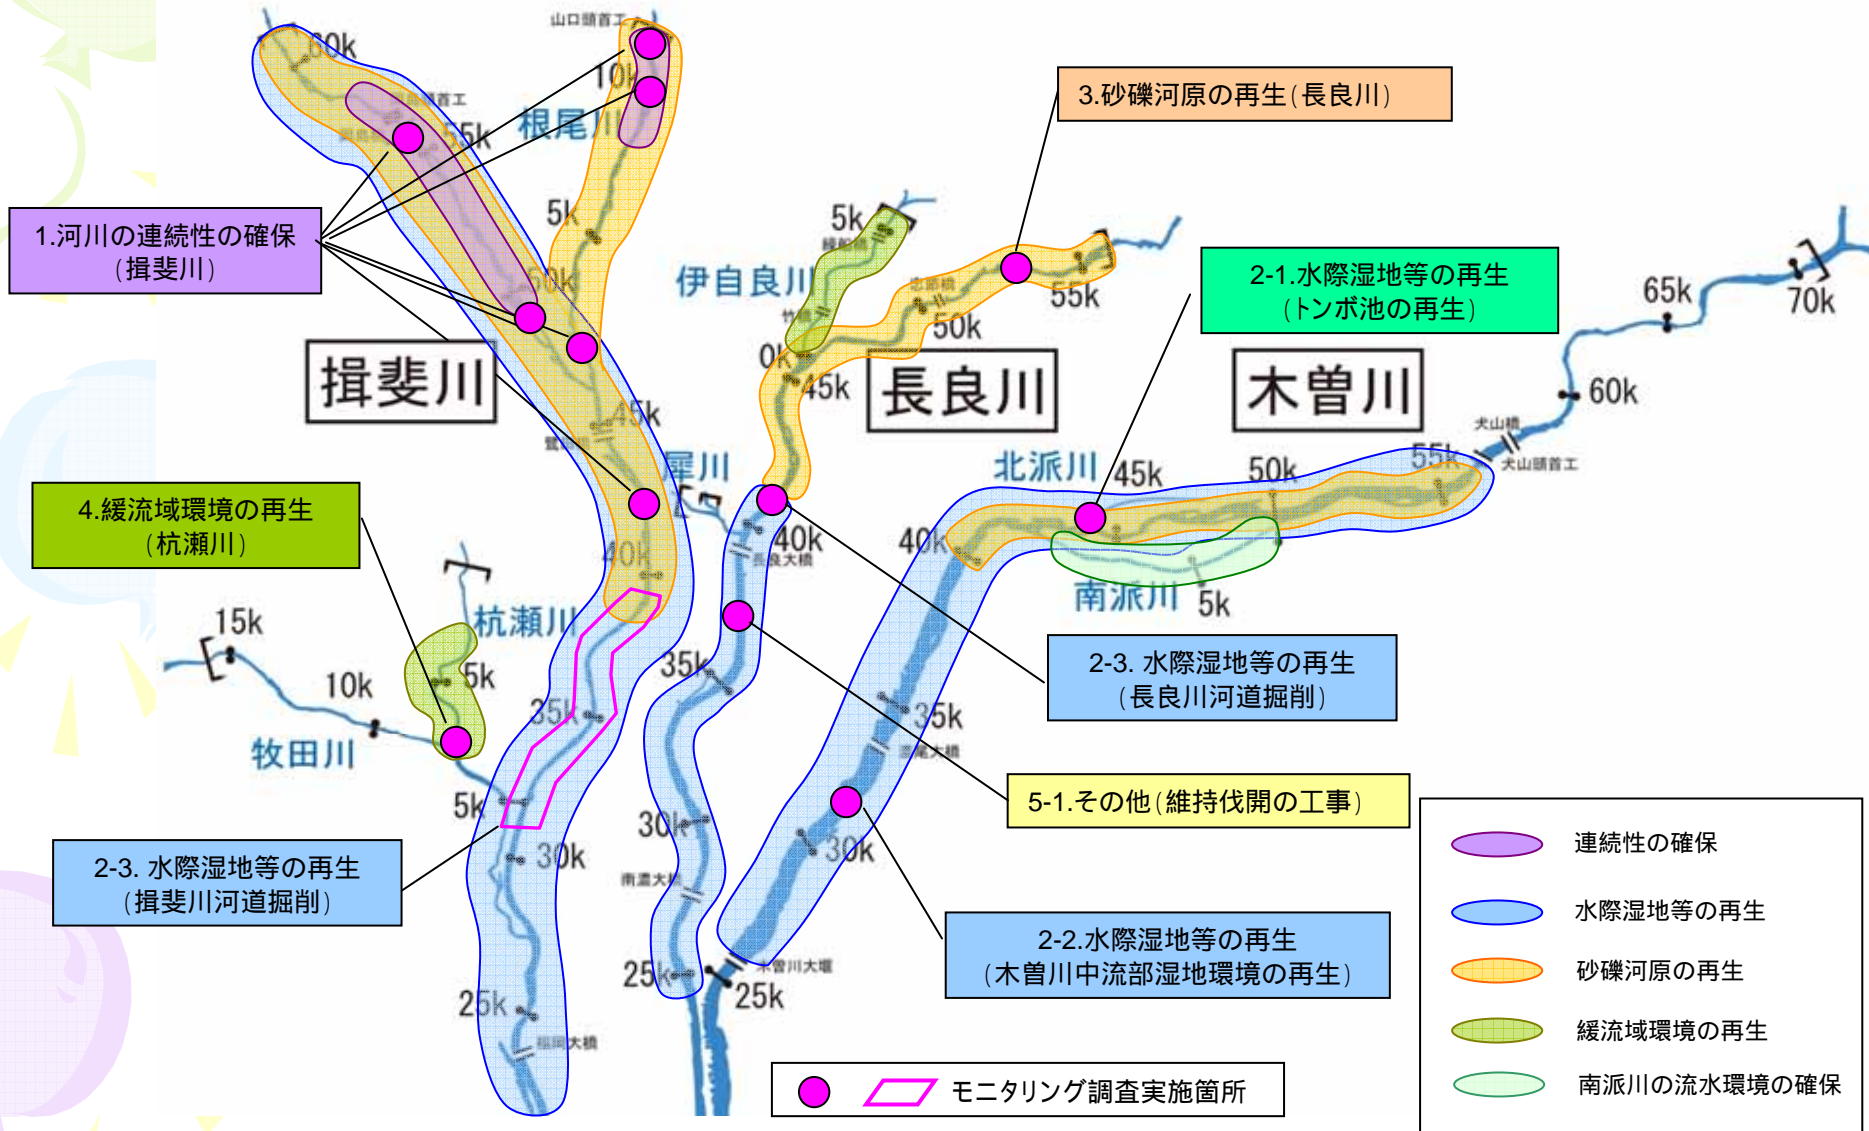 山口頭首工
60k
10k
3.砂礫河原の再生(長良川)
頭首工
55k
根尾川
5k
5k
1.河川の連続性の確保
(揖斐川)
伊自良川
忠節橋
55k
2-1.水際湿地等の再生
(トンボ池の再生)
65k
70k
50k
竹橋
50k
0k
揖斐川
45k
長良川
木曽川
60k
45k
犬山橋
犀川
北派川
45k
50k
55k
犬山頭首工
4.緩流域環境の再生
(杭瀬川)
40k
40k
長良大橋
40k
南派川
5k
15k
杭瀬川
10k
5k
35k
2-3. 水際湿地等の再生
(長良川河道掘削)
35k
35k
牧田川
5k
5-1.その他(維持伐開の工事)
30k
30k
30k
2-3. 水際湿地等の再生
(揖斐川河道掘削)
南濃大橋
2-2.水際湿地等の再生
(木曽川中流部湿地環境の再生)
木曽川大堰
25k
25k
25k
福岡大橋
連続性の確保
水際湿地等の再生
砂礫河原の再生
緩流域環境の再生
南派川の流水環境の確保
モニタリング調査実施箇所